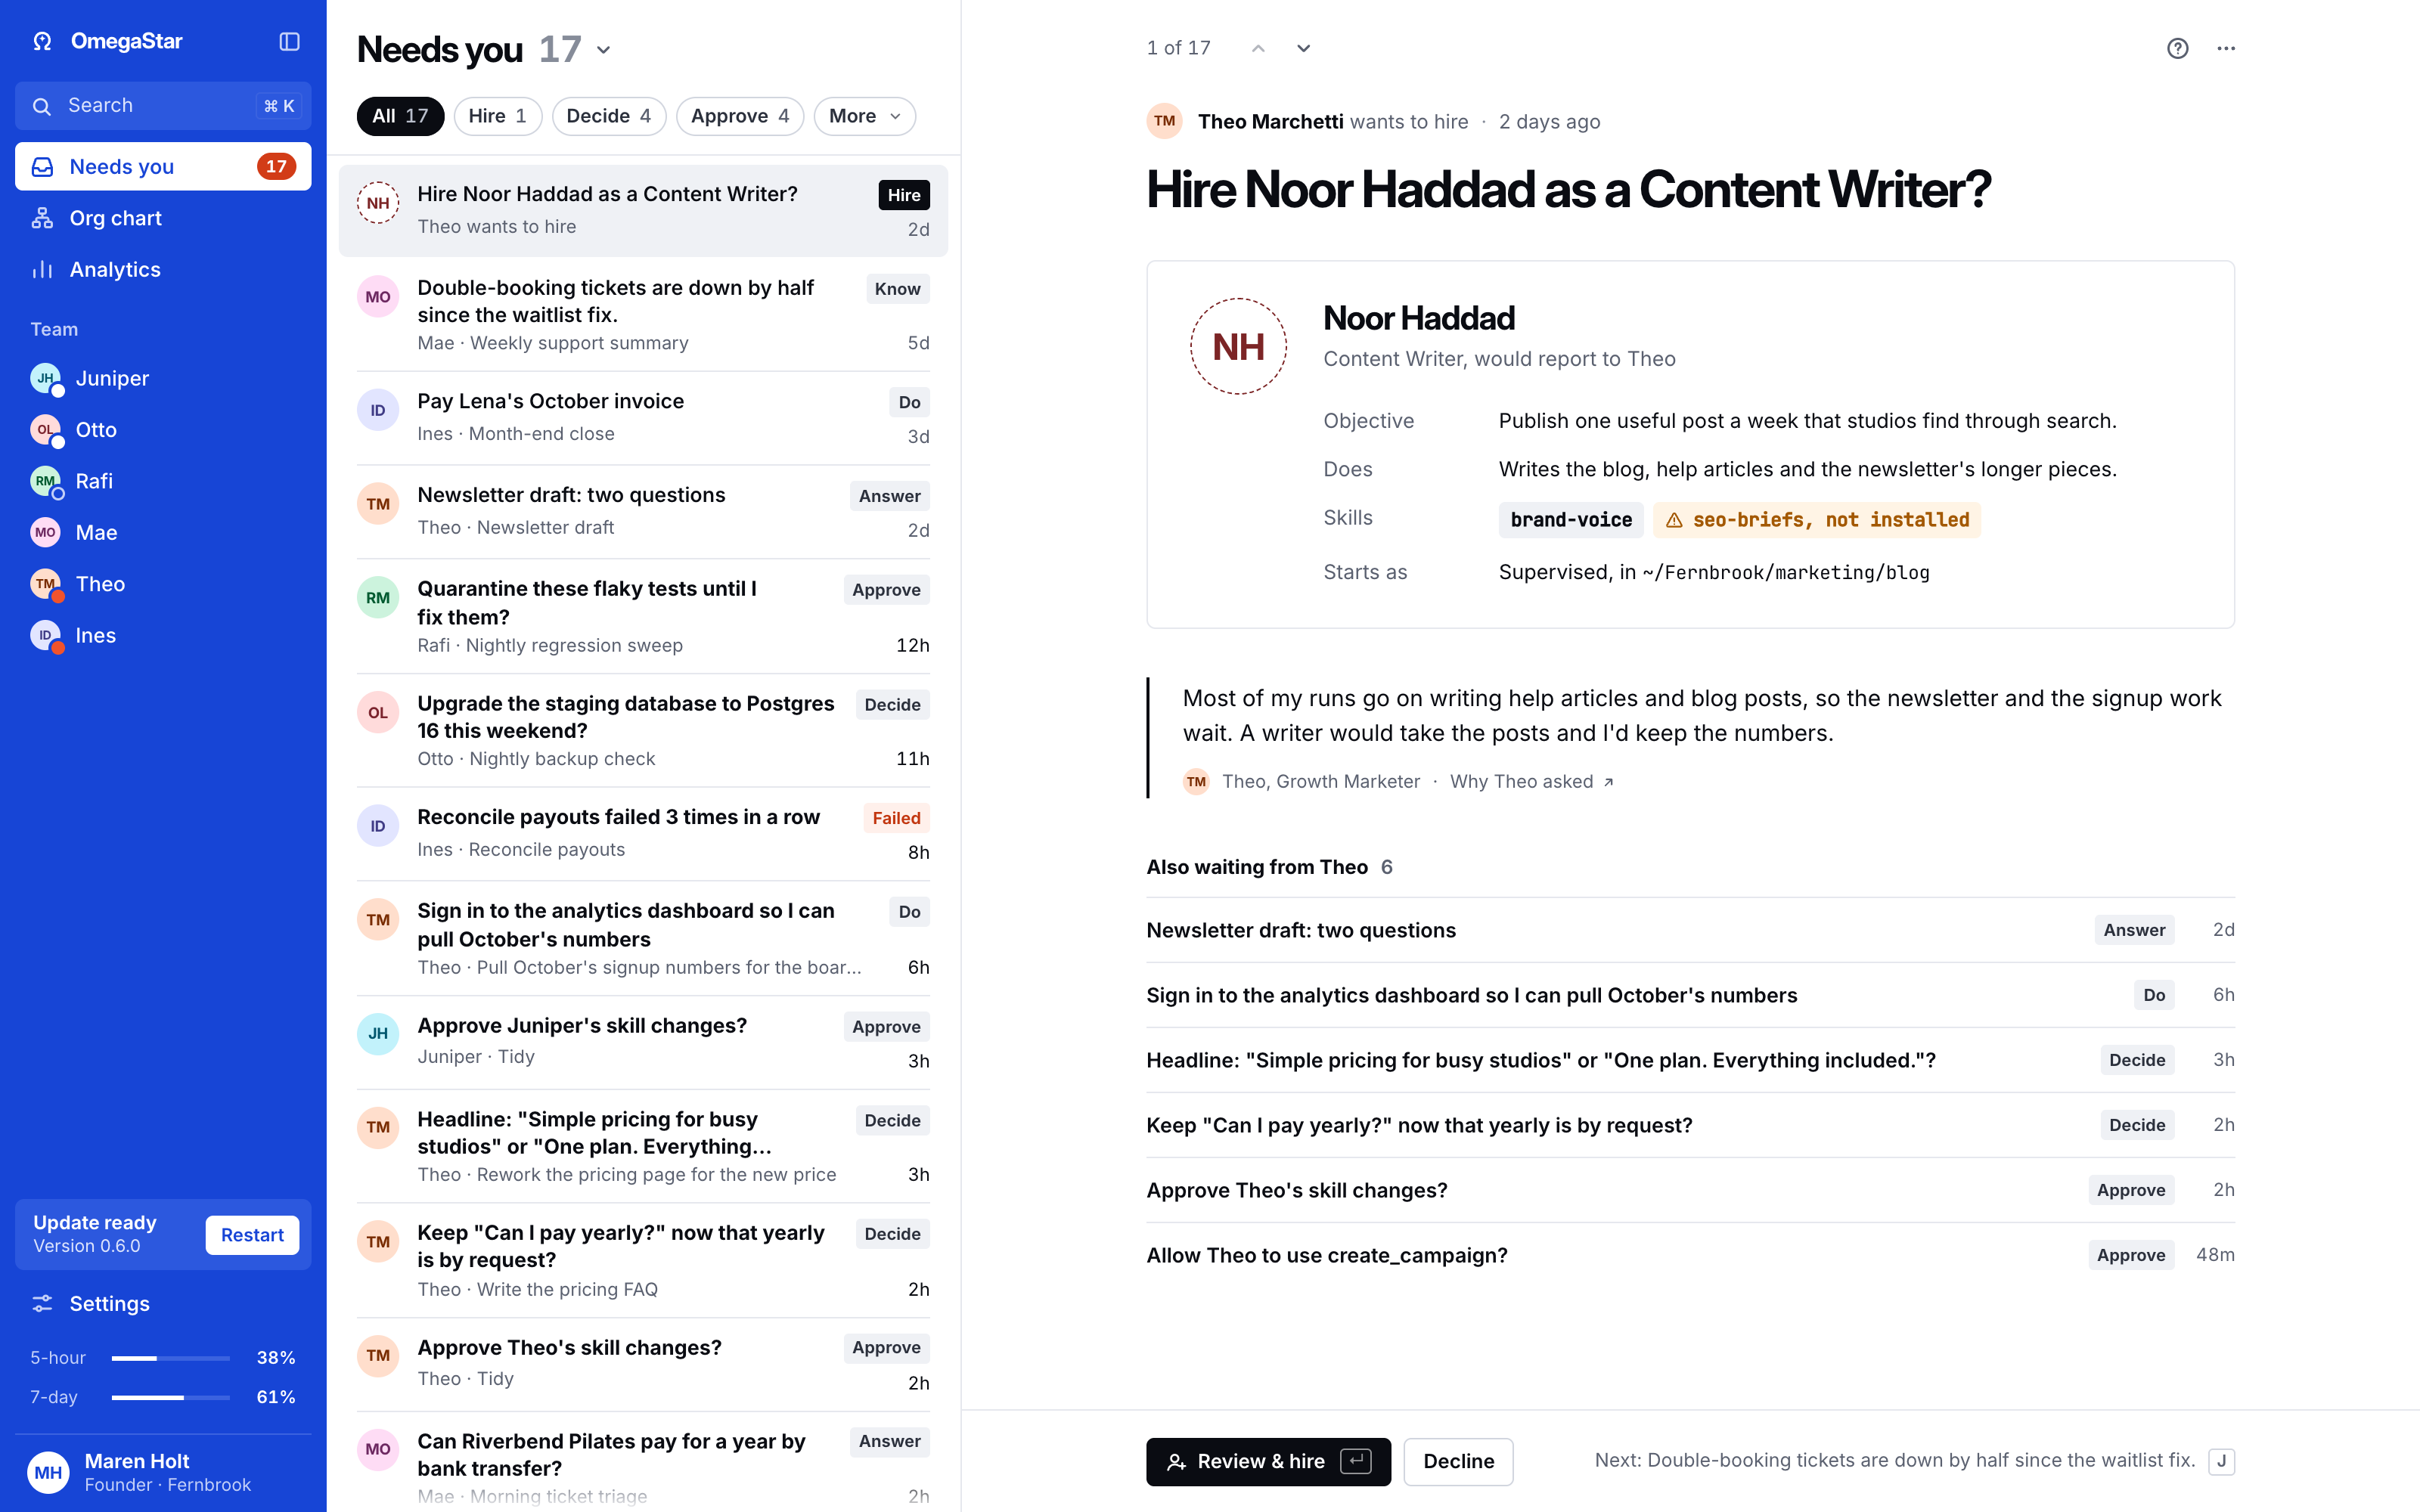 OmegaStar
Search ⌘ K
Needs you 17
Org chart
Analytics
Team
JH Juniper
OL Otto
RM Rafi
MO Mae
TM Theo
ID Ines
Update ready
Version 0.6.0
Restart
Settings
5-hour 38%
7-day 61%
MH Maren Holt
Founder · Fernbrook
Needs you 17
All 17 Hire 1 Decide 4 Approve 4 More
NH Hire Noor Haddad as a Content Writer? Hire
Theo wants to hire 2d
MO Double-booking tickets are down by half Know
since the waitlist fix.
Mae · Weekly support summary 5d
ID Pay Lena's October invoice Do
Ines · Month-end close 3d
TM Newsletter draft: two questions Answer
Theo · Newsletter draft 2d
RM Quarantine these flaky tests until I Approve
fix them?
Rafi · Nightly regression sweep 12h
OL Upgrade the staging database to Postgres Decide
16 this weekend?
Otto · Nightly backup check 11h
ID Reconcile payouts failed 3 times in a row Failed
Ines · Reconcile payouts 8h
TM Sign in to the analytics dashboard so I can Do
pull October's numbers
Theo · Pull October's signup numbers for the boar... 6h
JH Approve Juniper's skill changes? Approve
Juniper · Tidy 3h
TM Headline: "Simple pricing for busy Decide
studios" or "One plan. Everything...
Theo · Rework the pricing page for the new price 3h
TM Keep "Can I pay yearly?" now that yearly Decide
is by request?
Theo · Write the pricing FAQ 2h
TM Approve Theo's skill changes? Approve
Theo · Tidy 2h
MO Can Riverbend Pilates pay for a year by Answer
bank transfer?
Mae · Morning ticket triage 2h
1 of 17
TM Theo Marchetti wants to hire · 2 days ago
Hire Noor Haddad as a Content Writer?
NH Noor Haddad
Content Writer, would report to Theo
Objective Publish one useful post a week that studios find through search.
Does Writes the blog, help articles and the newsletter's longer pieces.
Skills brand-voice seo-briefs, not installed
Starts as Supervised, in ~/Fernbrook/marketing/blog
Most of my runs go on writing help articles and blog posts, so the newsletter and the signup work
wait. A writer would take the posts and I'd keep the numbers.
TM Theo, Growth Marketer · Why Theo asked ↗
Also waiting from Theo 6
Newsletter draft: two questions Answer 2d
Sign in to the analytics dashboard so I can pull October's numbers Do 6h
Headline: "Simple pricing for busy studios" or "One plan. Everything included."? Decide 3h
Keep "Can I pay yearly?" now that yearly is by request? Decide 2h
Approve Theo's skill changes? Approve 2h
Allow Theo to use create_campaign? Approve 48m
Review & hire Decline Next: Double-booking tickets are down by half since the waitlist fix. J